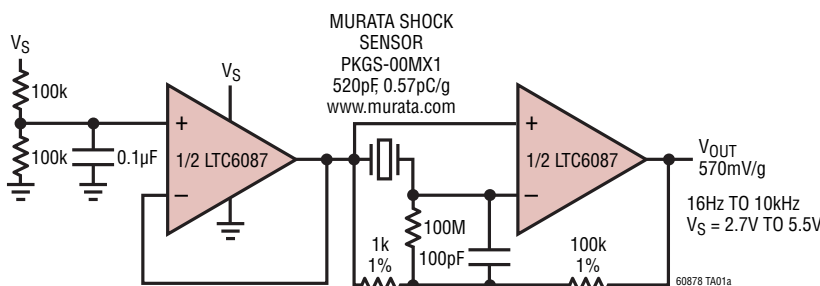 MURATA SHOCK
SENSOR
PKGS-00MX1
520pF, 0.57pC/g
www.murata.com
VS
100k
100k
0.1µF
VS
+
1/2 LTC6087
–
+
1/2 LTC6087
–
VOUT
570mV/g
16Hz TO 10kHz
VS = 2.7V TO 5.5V
100M
1k
1%
100pF
100k
1%
60878 TA01a